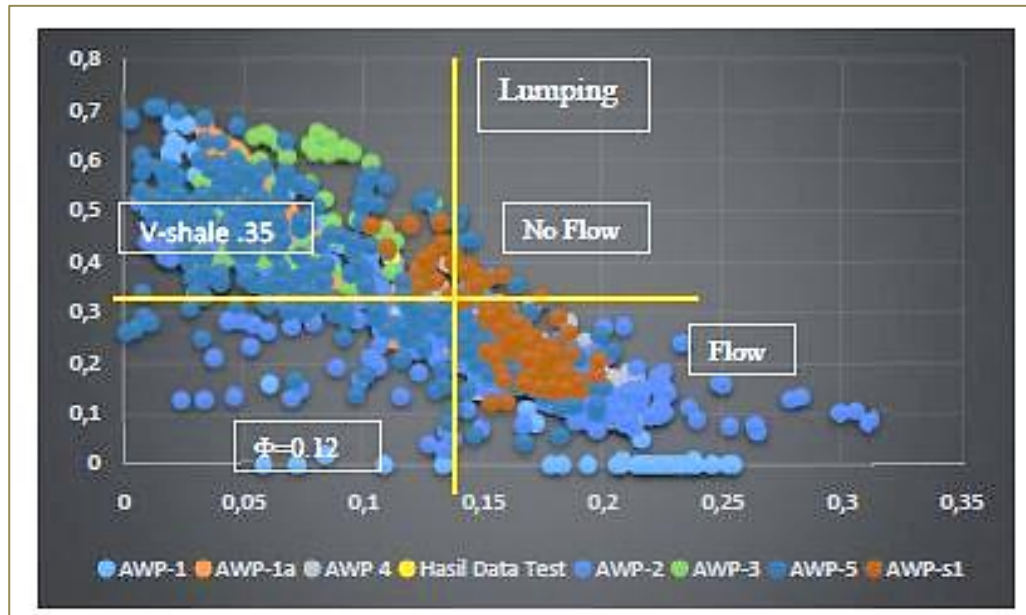 0,8
Lumping
0,7
0,6
0,5
V-shale .35
No Flow
0,4
0,3
Flow
0,2
0,1
Φ=0.12
0
0 0,05 0,1 0,15 0,2 0,25 0,3 0,35
AWP-1 AWP-1a AWP 4 Hasil Data Test AWP-2 AWP-3 AWP-5 AWP-s1